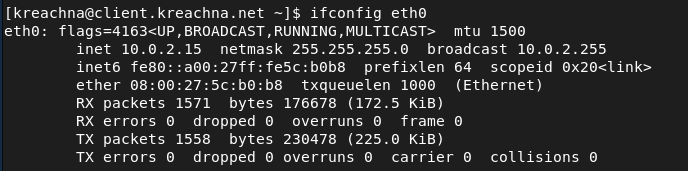 [kreachna@client.kreachna.net ~]$ ifconfig eth0
eth0: flags=4163<UP,BROADCAST,RUNNING,MULTICAST>  mtu 1500
        inet 10.0.2.15  netmask 255.255.255.0  broadcast 10.0.2.255
        inet6 fe80::a00:27ff:fe5c:b0b8  prefixlen 64  scopeid 0x20<link>
        ether 08:00:27:5c:b0:b8  txqueuelen 1000  (Ethernet)
        RX packets 1571  bytes 176678 (172.5 KiB)
        RX errors 0  dropped 0  overruns 0  frame 0
        TX packets 1558  bytes 230478 (225.0 KiB)
        TX errors 0  dropped 0 overruns 0  carrier 0  collisions 0